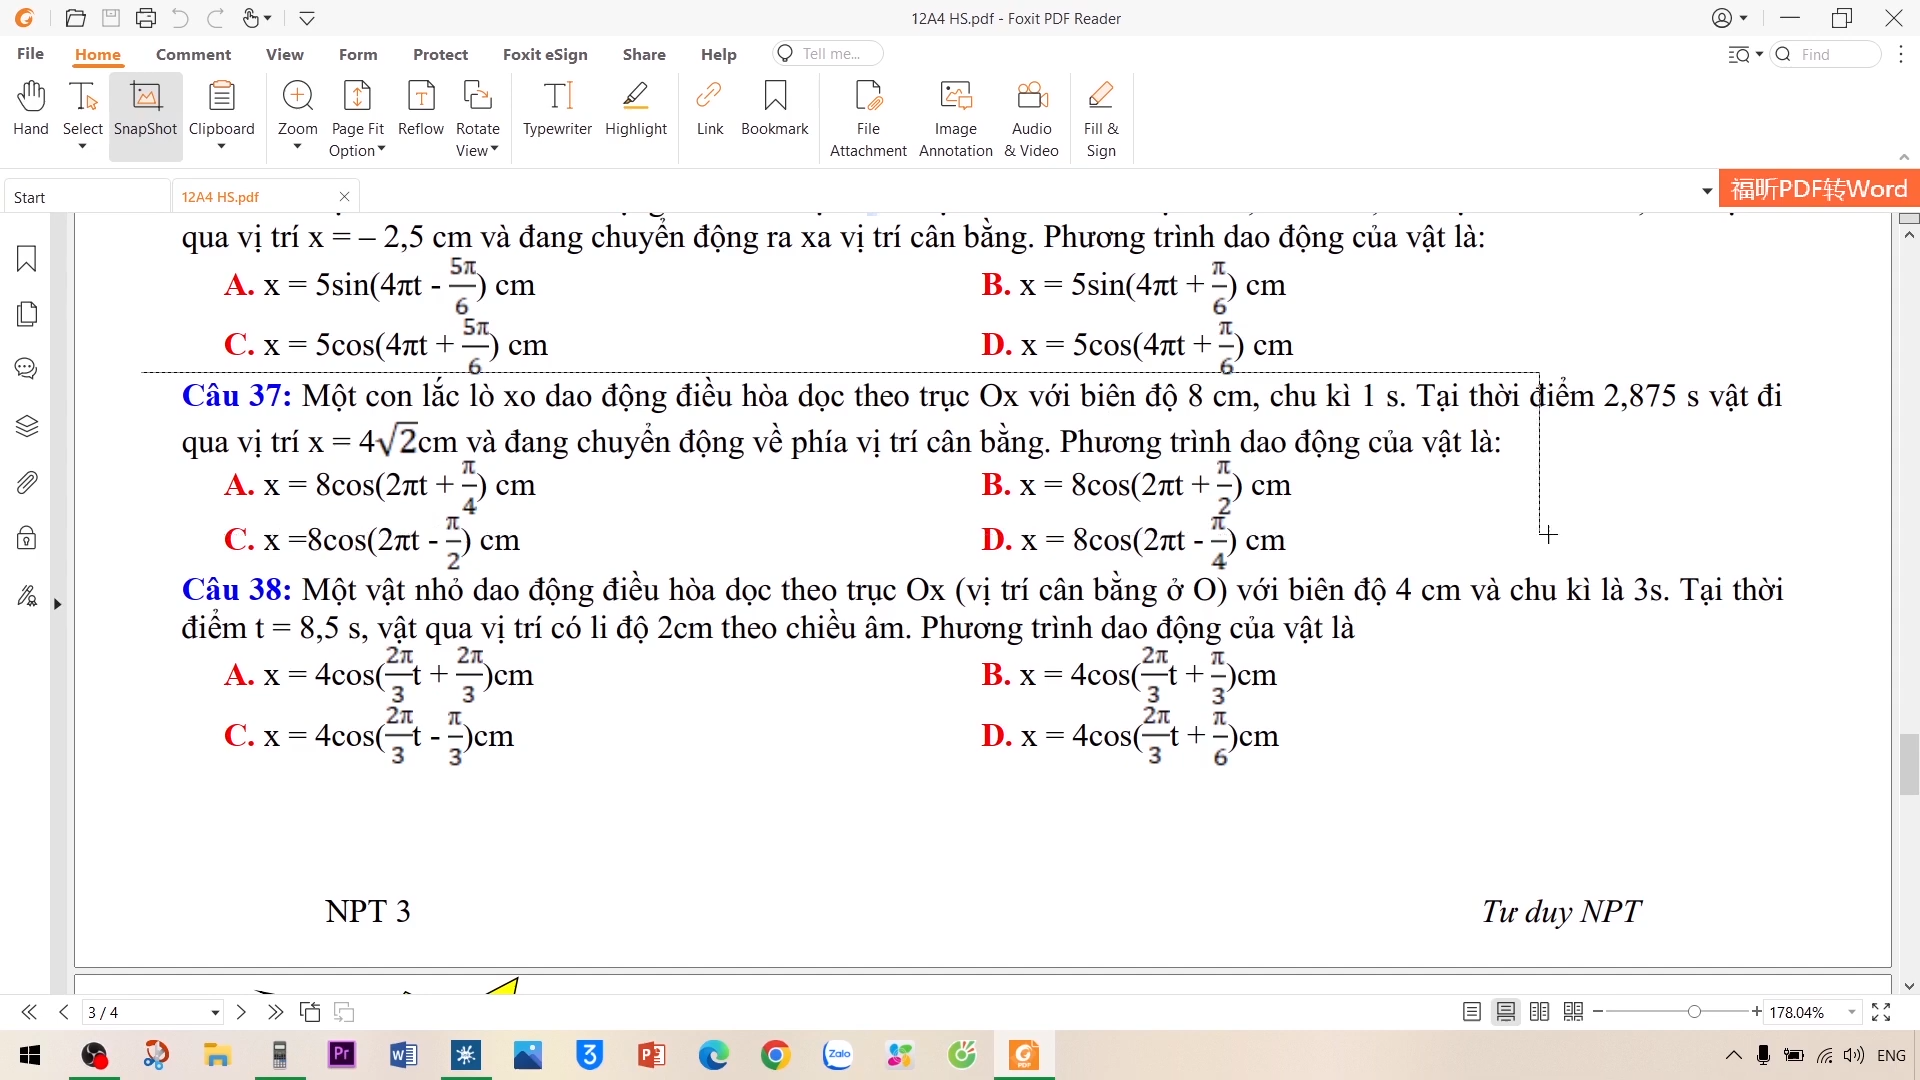 12A4 HS.pdf - Foxit PDF Reader
File Home Comment View Form Protect Foxit eSign Share Help Tell me... Find
Hand Select SnapShot Clipboard Zoom Page Fit Option Reflow Rotate View Typewriter Highlight Link Bookmark File Attachment Image Annotation Audio & Video Fill & Sign
Start 12A4 HS.pdf 福昕PDF转Word
qua vị trí x = – 2,5 cm và đang chuyển động ra xa vị trí cân bằng. Phương trình dao động của vật là:
A. x = 5sin(4πt - 5π/6) cm B. x = 5sin(4πt + π/6) cm
C. x = 5cos(4πt + 5π/6) cm D. x = 5cos(4πt + π/6) cm
Câu 37: Một con lắc lò xo dao động điều hòa dọc theo trục Ox với biên độ 8 cm, chu kì 1 s. Tại thời điểm 2,875 s vật đi
qua vị trí x = 4√2cm và đang chuyển động về phía vị trí cân bằng. Phương trình dao động của vật là:
A. x = 8cos(2πt + π/4) cm B. x = 8cos(2πt + π/2) cm
C. x =8cos(2πt - π/2) cm D. x = 8cos(2πt - π/4) cm
Câu 38: Một vật nhỏ dao động điều hòa dọc theo trục Ox (vị trí cân bằng ở O) với biên độ 4 cm và chu kì là 3s. Tại thời
điểm t = 8,5 s, vật qua vị trí có li độ 2cm theo chiều âm. Phương trình dao động của vật là
A. x = 4cos(2π/3t + 2π/3)cm B. x = 4cos(2π/3t + π/3)cm
C. x = 4cos(2π/3t - π/3)cm D. x = 4cos(2π/3t + π/6)cm
NPT 3 Tư duy NPT
3 / 4 178.04%
Pr Zalo PDF ENG